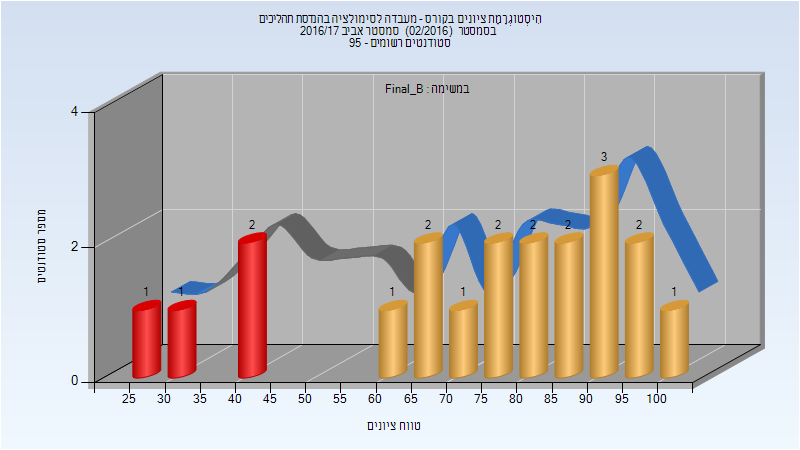 היסטוגרמת ציונים בקורס - מעבדה לסימולציה בהנדסת תהליכים
בסמסטר (02/2016) סמסטר אביב 2016/17
סטודנטים רשומים - 95
במשימה : Final_B
מספר סטודנטים
4
2
0
1
1
2
1
2
1
2
2
2
3
2
1
25 30 35 40 45 50 55 60 65 70 75 80 85 90 95 100
טווח ציונים